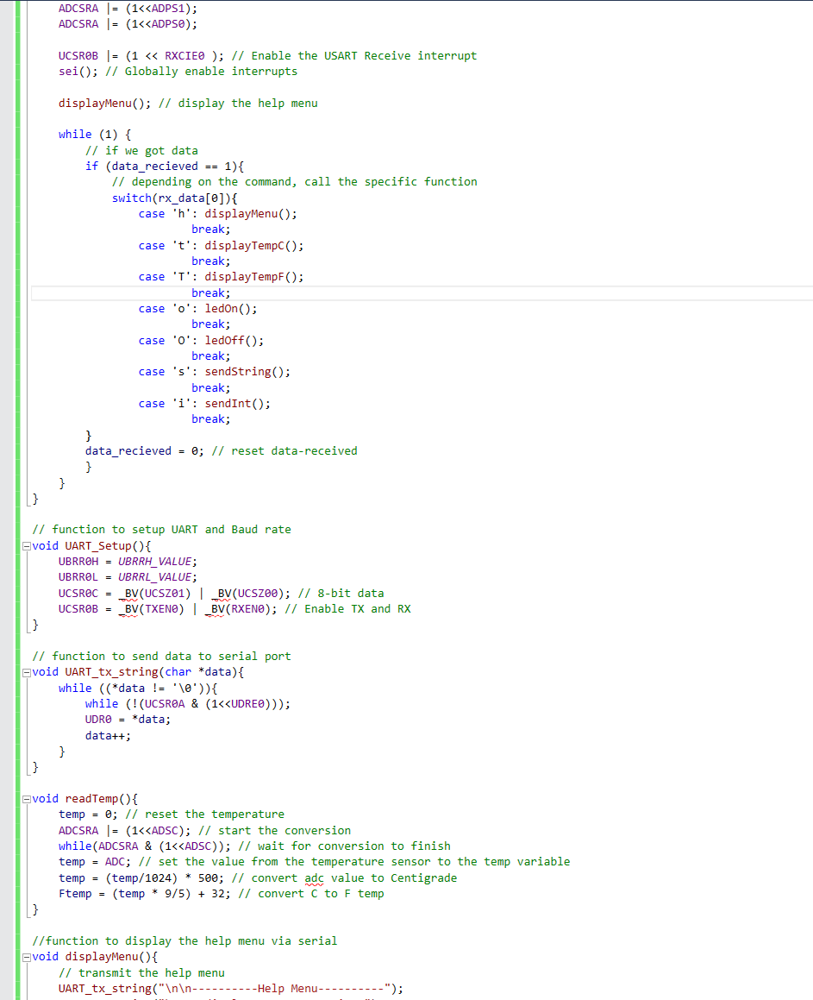 ADCSRA |= (1<<ADPS1);
ADCSRA |= (1<<ADPS0);
UCSR0B |= (1 << RXCIE0 ); // Enable the USART Receive interrupt
sei(); // Globally enable interrupts
displayMenu(); // display the help menu
while (1) {
// if we got data
if (data_recieved == 1){
// depending on the command, call the specific function
switch(rx_data[0]){
case 'h': displayMenu();
break;
case 't': displayTempC();
break;
case 'T': displayTempF();
break;
case 'o': ledOn();
break;
case 'O': ledOff();
break;
case 's': sendString();
break;
case 'i': sendInt();
break;
}
data_recieved = 0; // reset data-received
}
}
}
// function to setup UART and Baud rate
void UART_Setup(){
UBRR0H = UBRRH_VALUE;
UBRR0L = UBRRL_VALUE;
UCSR0C = _BV(UCSZ01) | _BV(UCSZ00); // 8-bit data
UCSR0B = _BV(TXEN0) | _BV(RXEN0); // Enable TX and RX
}
// function to send data to serial port
void UART_tx_string(char *data){
while ((*data != '\0')){
while (!(UCSR0A & (1<<UDRE0)));
UDR0 = *data;
data++;
}
}
void readTemp(){
temp = 0; // reset the temperature
ADCSRA |= (1<<ADSC); // start the conversion
while(ADCSRA & (1<<ADSC)); // wait for conversion to finish
temp = ADC; // set the value from the temperature sensor to the temp variable
temp = (temp/1024) * 500; // convert adc value to Centigrade
Ftemp = (temp * 9/5) + 32; // convert C to F temp
}
//function to display the help menu via serial
void displayMenu(){
// transmit the help menu
UART_tx_string("\n\n----------Help Menu----------");